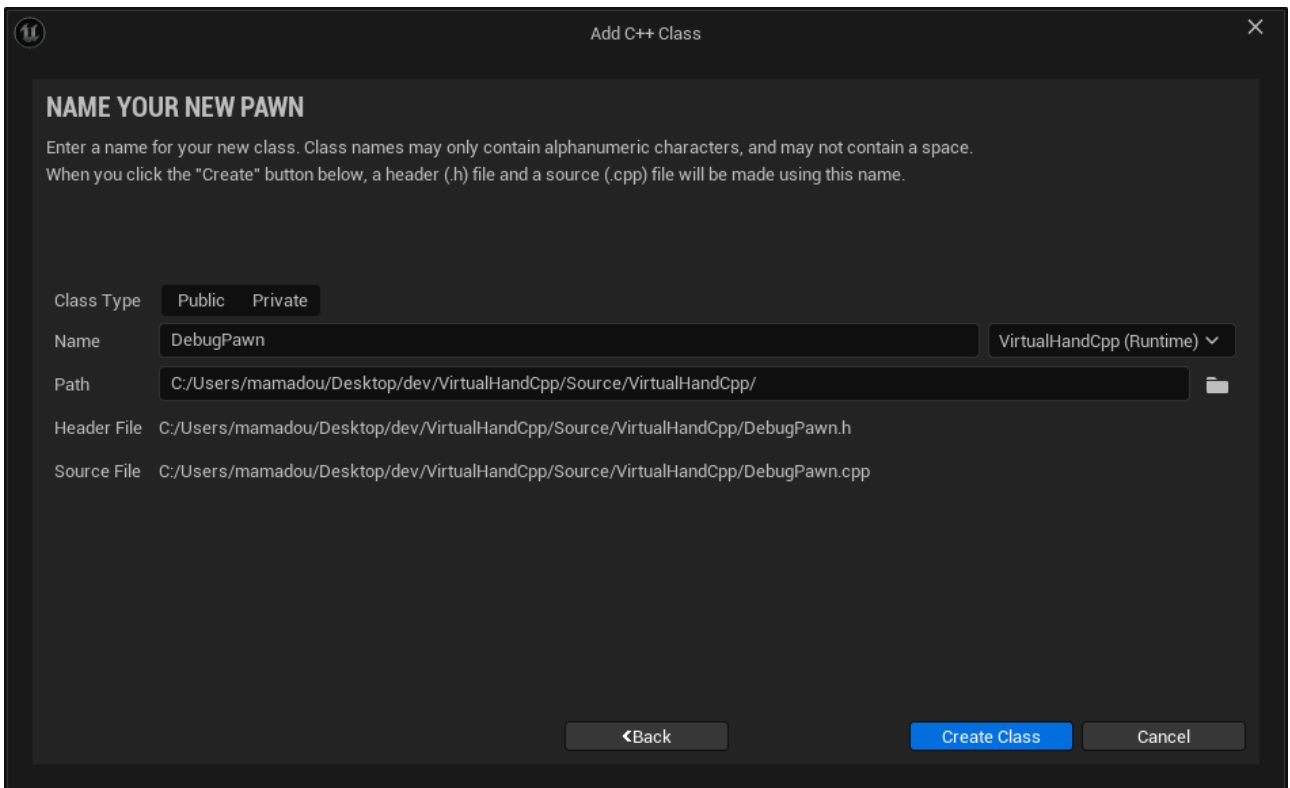 Add C++ Class
NAME YOUR NEW PAWN
Enter a name for your new class. Class names may only contain alphanumeric characters, and may not contain a space.
When you click the "Create" button below, a header (.h) file and a source (.cpp) file will be made using this name.
Class Type Public Private
Name DebugPawn VirtualHandCpp (Runtime)
Path C:/Users/mamadou/Desktop/dev/VirtualHandCpp/Source/VirtualHandCpp/
Header File C:/Users/mamadou/Desktop/dev/VirtualHandCpp/Source/VirtualHandCpp/DebugPawn.h
Source File C:/Users/mamadou/Desktop/dev/VirtualHandCpp/Source/VirtualHandCpp/DebugPawn.cpp
Back Create Class Cancel